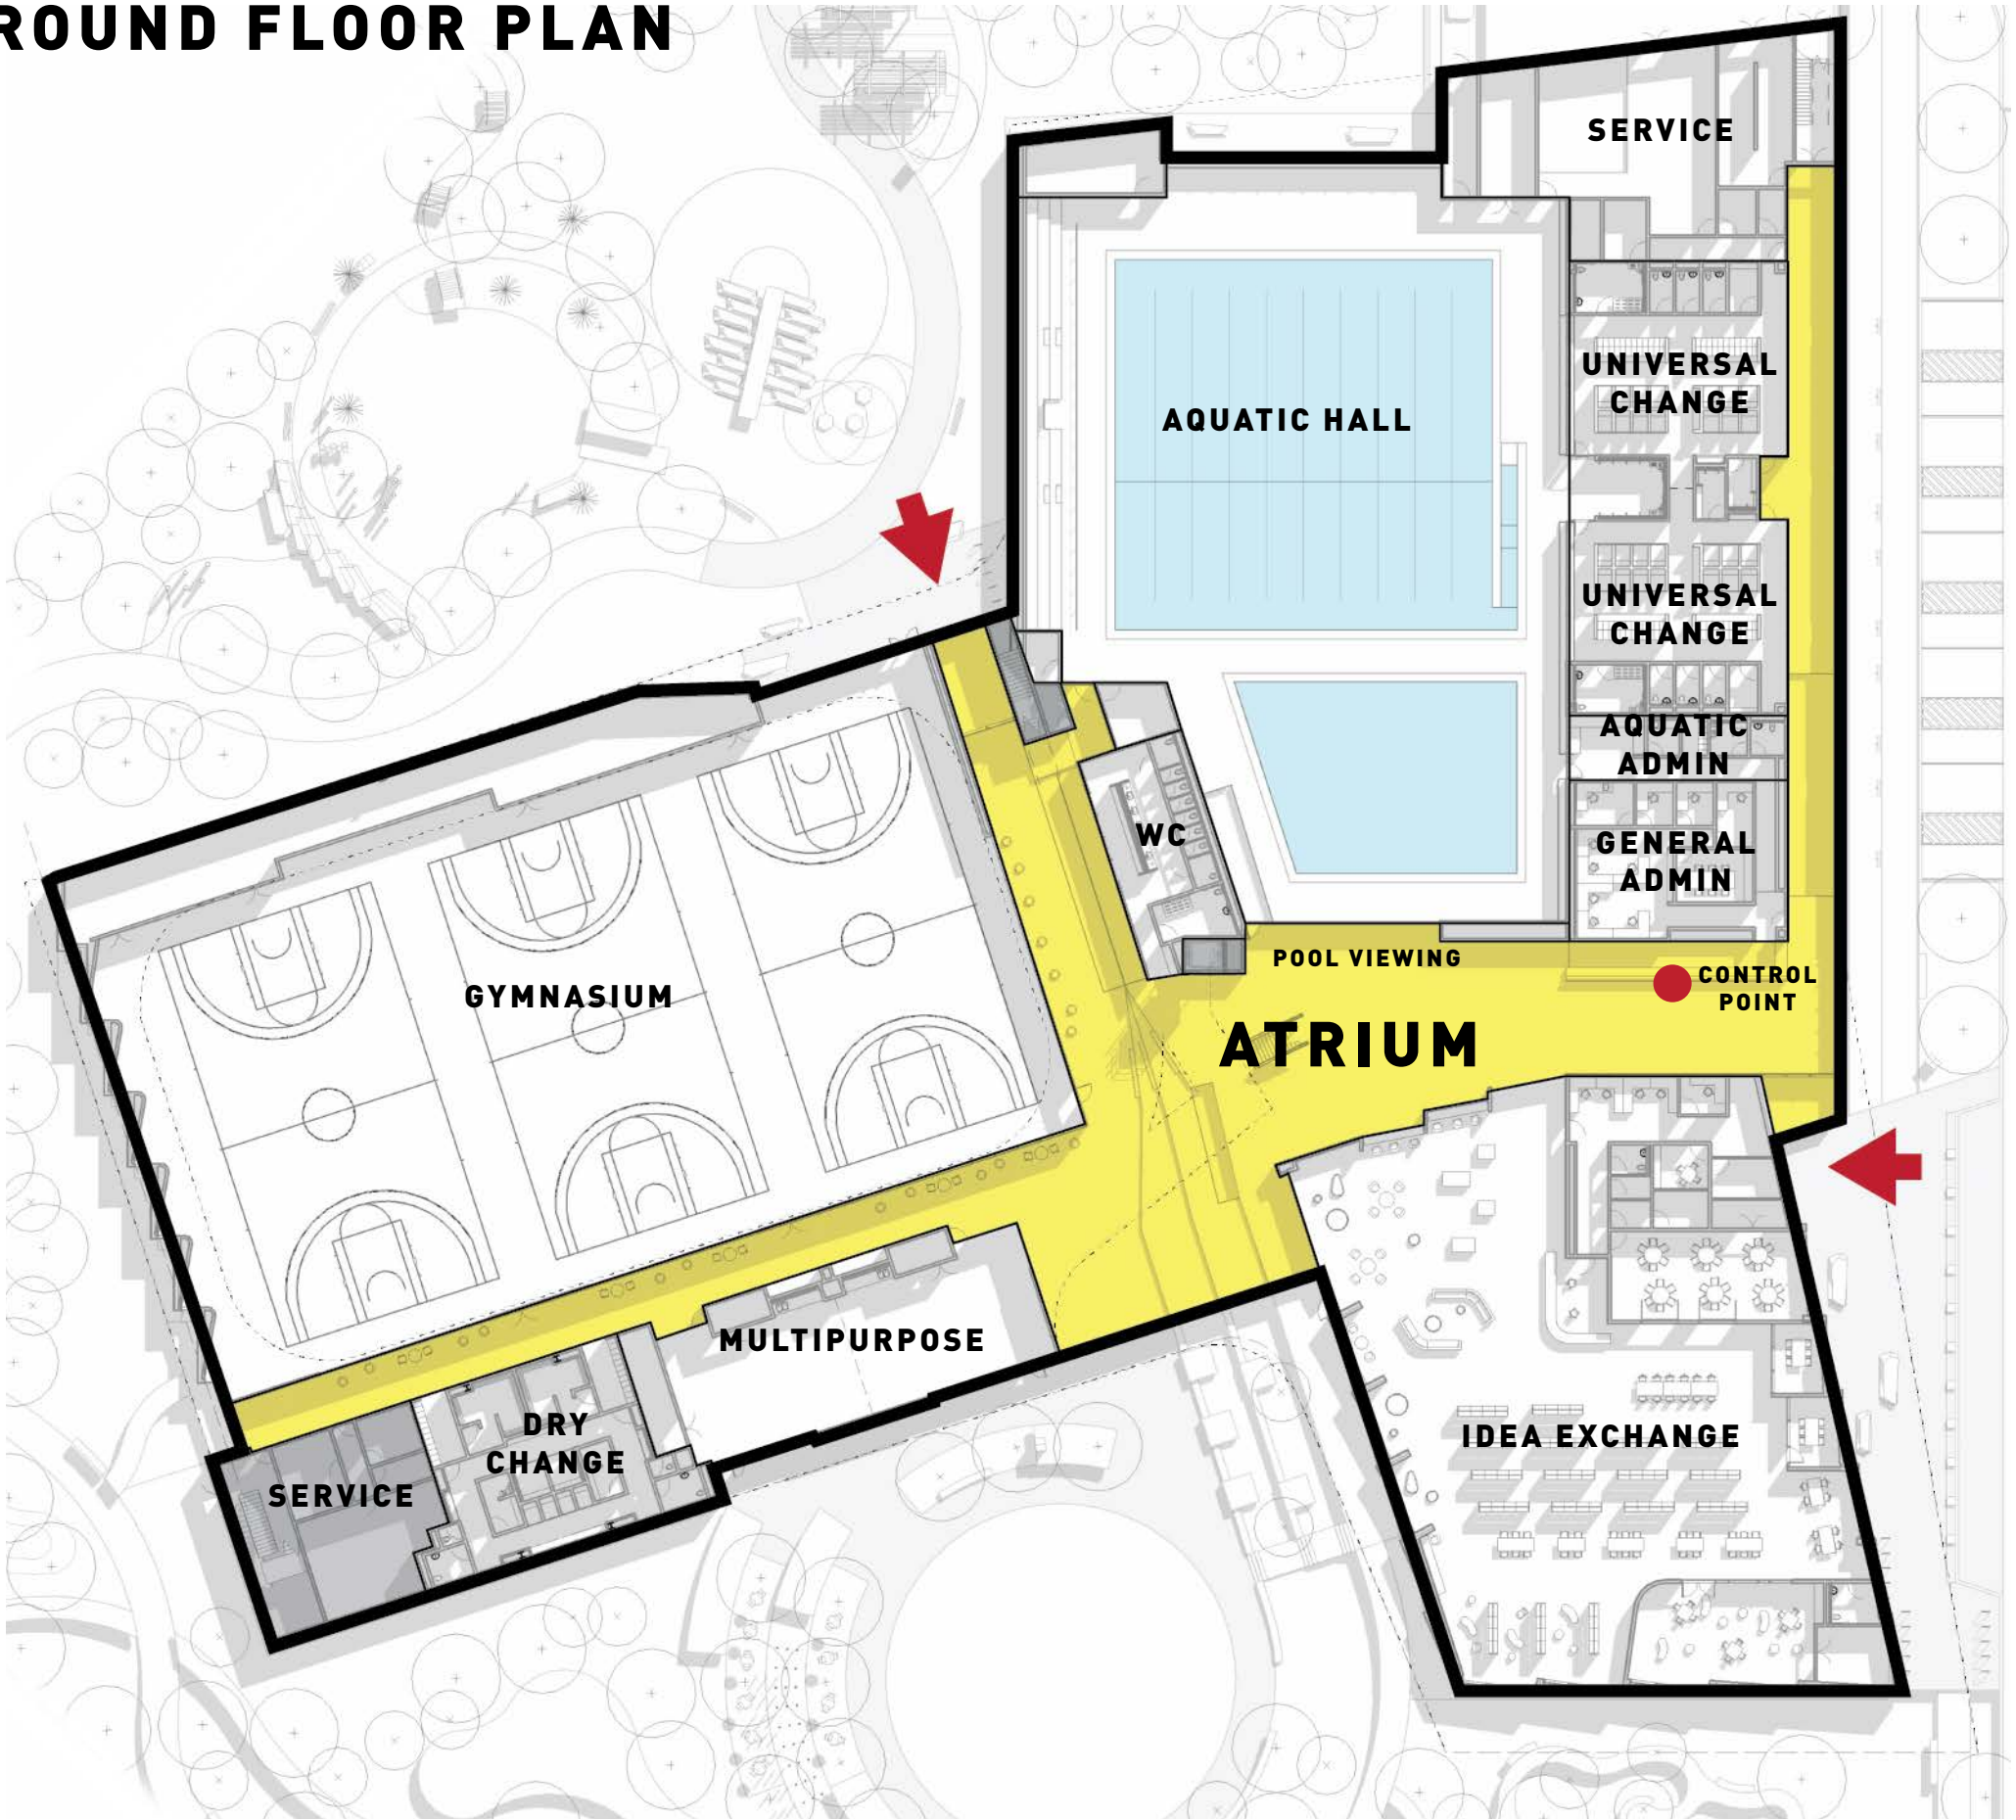 ROUND FLOOR PLAN
SERVICE
UNIVERSAL
CHANGE
AQUATIC HALL
UNIVERSAL
CHANGE
AQUATIC
ADMIN
WC
GENERAL
ADMIN
POOL VIEWING
CONTROL
POINT
GYMNASIUM
ATRIUM
MULTIPURPOSE
DRY
CHANGE
IDEA EXCHANGE
SERVICE